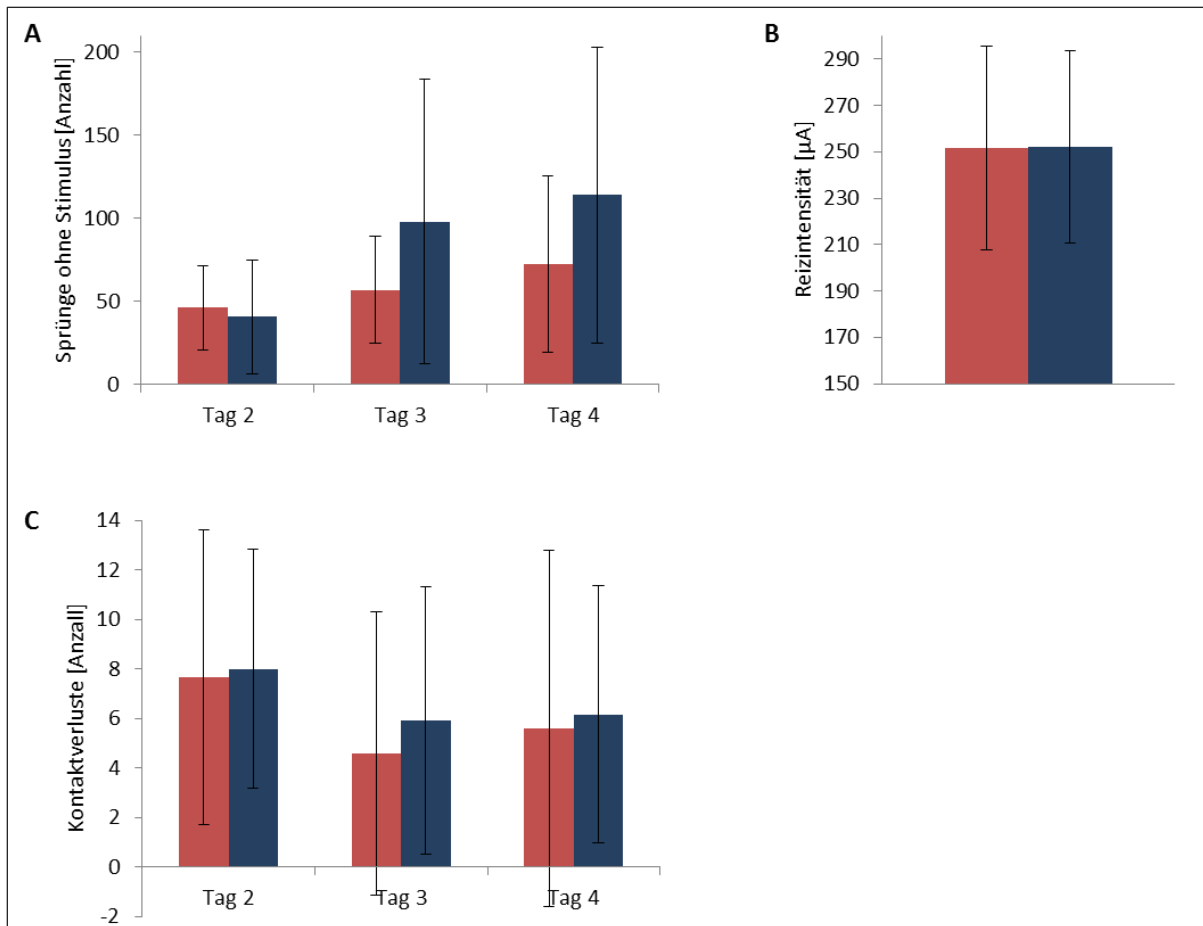 A
Sprünge ohne Stimulus [Anzahl]
200
150
100
50
0
Tag 2 Tag 3 Tag 4
B
Reizintensität [µA]
290
270
250
230
210
190
170
150
C
Kontaktverluste [Anzall]
14
12
10
8
6
4
2
0
-2
Tag 2 Tag 3 Tag 4